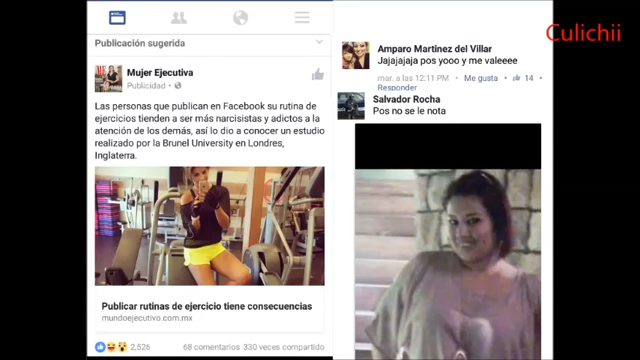 Culichii
Publicación sugerida
Mujer Ejecutiva
Publicidad
Las personas que publican en Facebook su rutina de
ejercicios tienden a ser más narcisistas y adictos a la
atención de los demás, así lo dio a conocer un estudio
realizado por la Brunel University en Londres,
Inglaterra.
Publicar rutinas de ejercicio tiene consecuencias
mundoejecutivo.com.mx
2,526
68 comentarios 330 veces compartido
Amparo Martinez del Villar
Jajajajaja pos yooo y me valeeee
mar. a las 12:11 PM · Me gusta · 14 ·
Responder
Salvador Rocha
Pos no se le nota